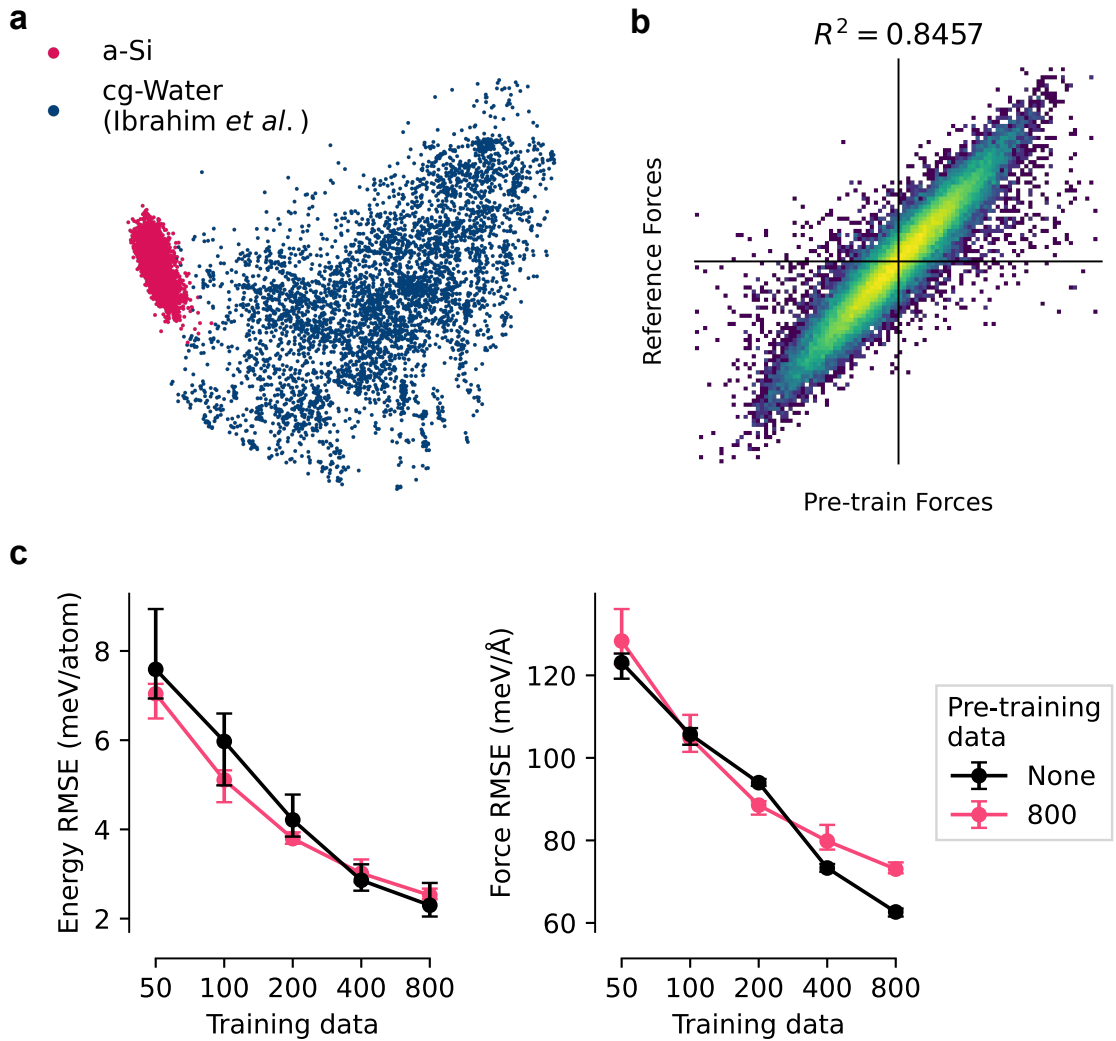 a
a-Si
cg-Water
(Ibrahim et al.)
b
R² = 0.8457
Reference Forces
Pre-train Forces
c
Energy RMSE (meV/atom)
8
6
4
2
50 100 200 400 800
Training data
Force RMSE (meV/Å)
120
100
80
60
50 100 200 400 800
Training data
Pre-training
data
None
800